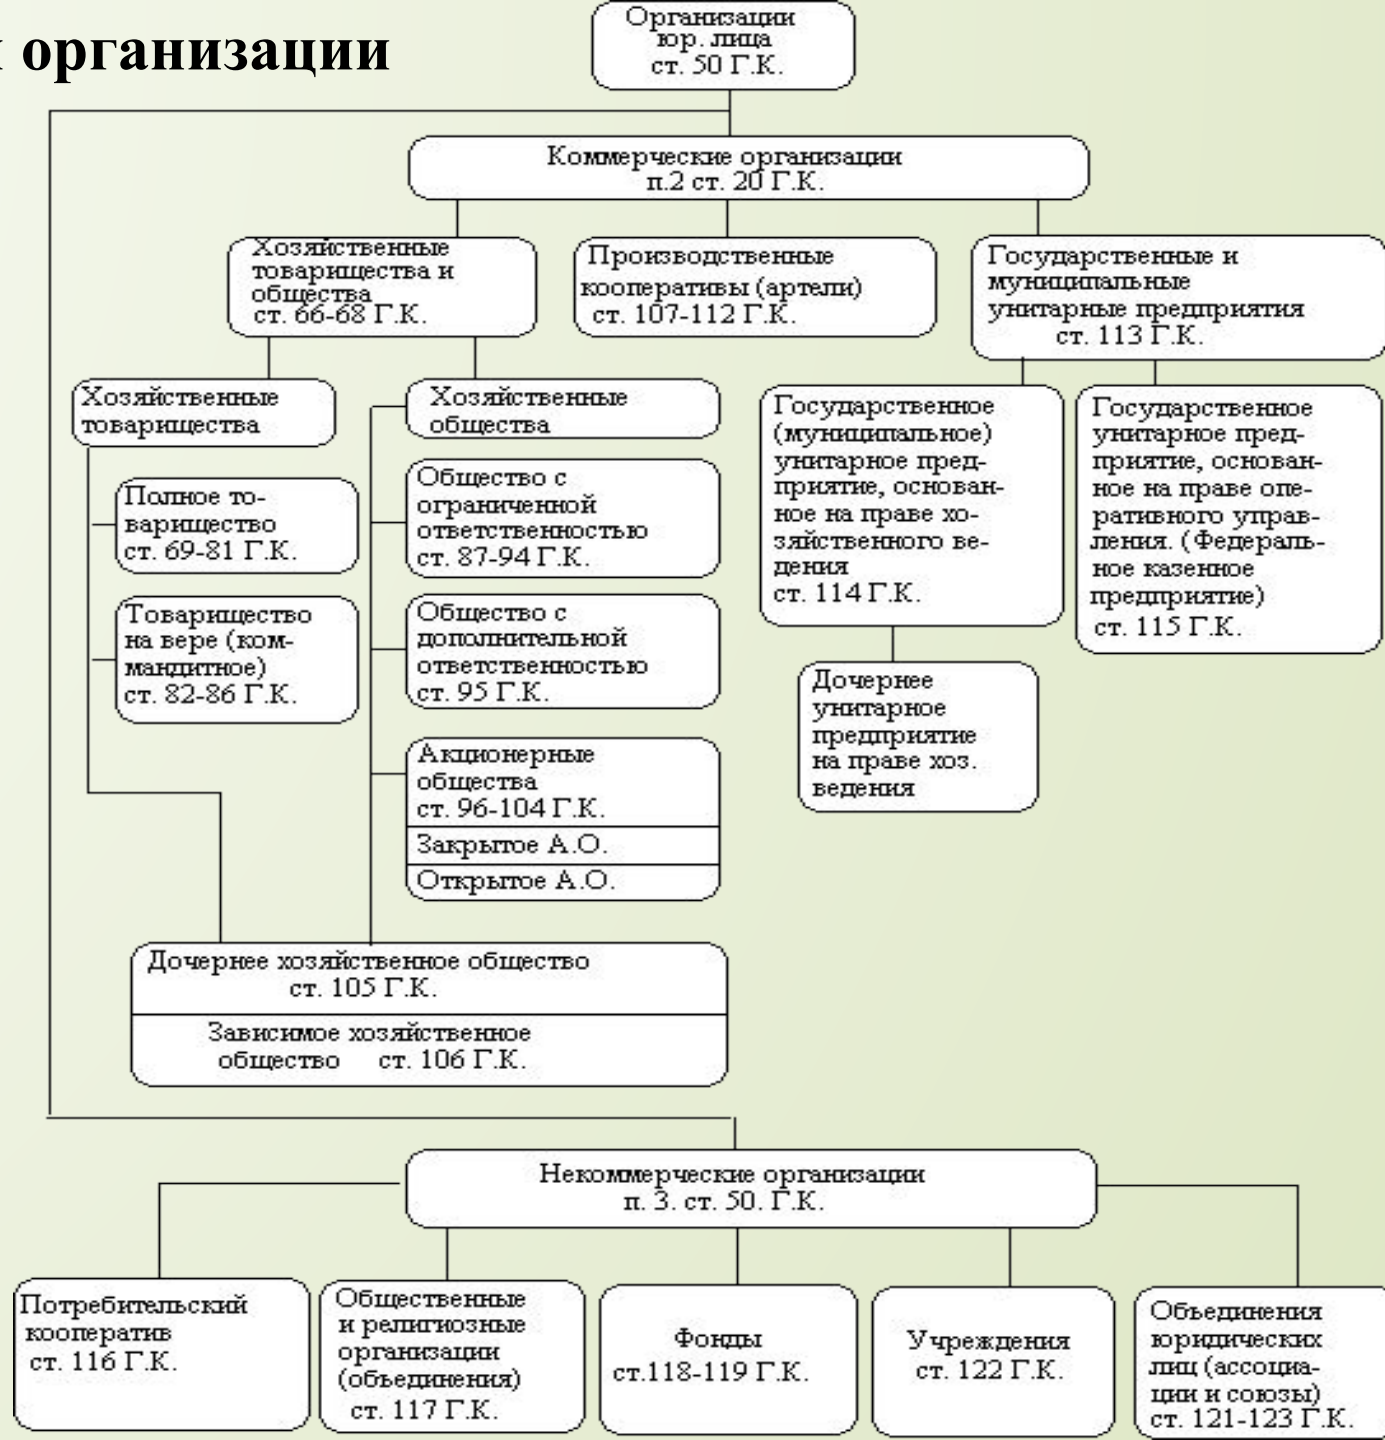 организации
Организации
юр. лица
ст. 50 Г.К.
Коммерческие организации
п.2 ст. 20 Г.К.
Хозяйственные
товарищества и
общества
ст. 66-68 Г.К.
Производственные
кооперативы (артели)
ст. 107-112 Г.К.
Государственные и
муниципальные
унитарные предприятия
ст. 113 Г.К.
Хозяйственные
товарищества
Полное то-
варищество
ст. 69-81 Г.К.
Товарищество
на вере (ком-
мандитное)
ст. 82-86 Г.К.
Хозяйственные
общества
Общество с
ограниченной
ответственностью
ст. 87-94 Г.К.
Общество с
дополнительной
ответственностью
ст. 95 Г.К.
Акционерные
общества
ст. 96-104 Г.К.
Закрытое А.О.
Открытое А.О.
Государственное
(муниципальное)
унитарное пред-
приятие, основан-
ное на праве хо-
зяйственного ве-
дения
ст. 114 Г.К.
Государственное
унитарное пред-
приятие, основан-
ное на праве опе-
ративного управ-
ления. (Федераль-
ное казенное
предприятие)
ст. 115 Г.К.
Дочернее
унитарное
предприятие
на праве хоз.
ведения
Дочернее хозяйственное общество
ст. 105 Г.К.
Зависимое хозяйственное
общество ст. 106 Г.К.
Некоммерческие организации
п. 3. ст. 50. Г.К.
Потребительский
кооператив
ст. 116 Г.К.
Общественные
и религиозные
организации
(объединения)
ст. 117 Г.К.
Фонды
ст.118-119 Г.К.
Учреждения
ст. 122 Г.К.
Объединения
юридических
лиц (ассоциа-
ции и союзы)
ст. 121-123 Г.К.